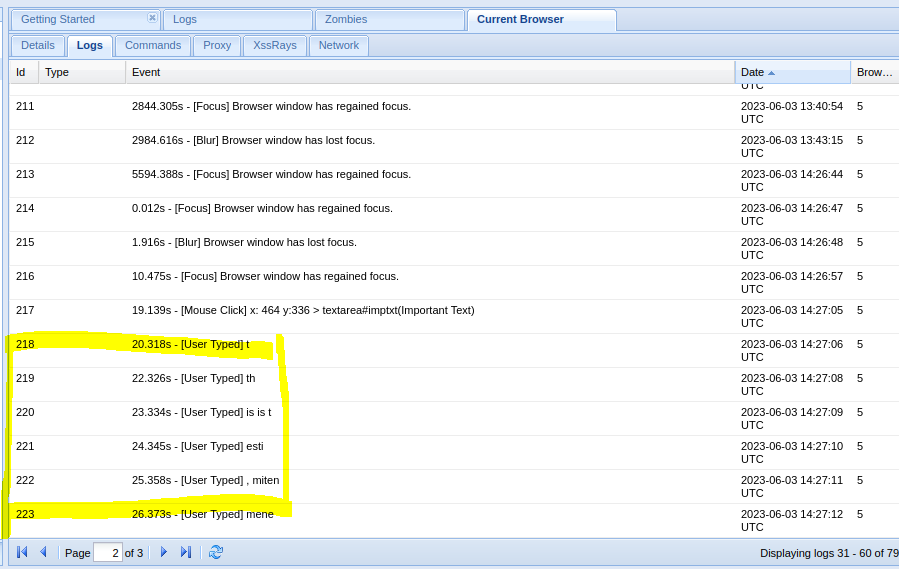 Getting Started
Logs
Zombies
Current Browser
Details
Logs
Commands
Proxy
XssRays
Network
Id Type Event Date Brow…
UTC
211 2844.305s - [Focus] Browser window has regained focus. 2023-06-03 13:40:54 5
UTC
212 2984.616s - [Blur] Browser window has lost focus. 2023-06-03 13:43:15 5
UTC
213 5594.388s - [Focus] Browser window has regained focus. 2023-06-03 14:26:44 5
UTC
214 0.012s - [Focus] Browser window has regained focus. 2023-06-03 14:26:47 5
UTC
215 1.916s - [Blur] Browser window has lost focus. 2023-06-03 14:26:48 5
UTC
216 10.475s - [Focus] Browser window has regained focus. 2023-06-03 14:26:57 5
UTC
217 19.139s - [Mouse Click] x: 464 y:336 > textarea#imptxt(Important Text) 2023-06-03 14:27:05 5
UTC
218 20.318s - [User Typed] t 2023-06-03 14:27:06 5
UTC
219 22.326s - [User Typed] th 2023-06-03 14:27:08 5
UTC
220 23.334s - [User Typed] is is t 2023-06-03 14:27:09 5
UTC
221 24.345s - [User Typed] esti 2023-06-03 14:27:10 5
UTC
222 25.358s - [User Typed] , miten 2023-06-03 14:27:11 5
UTC
223 26.373s - [User Typed] mene 2023-06-03 14:27:12 5
UTC
Page 2 of 3 Displaying logs 31 - 60 of 79